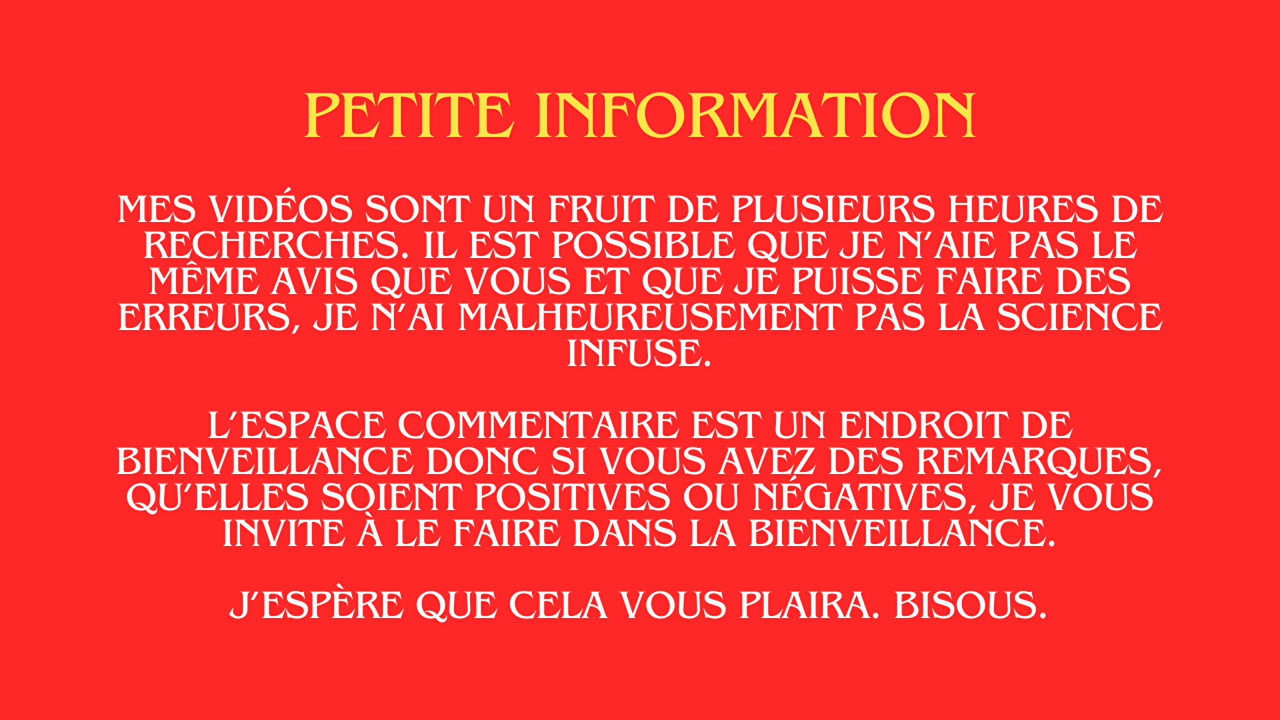 PETITE INFORMATION
MES VIDÉOS SONT UN FRUIT DE PLUSIEURS HEURES DE
RECHERCHES. IL EST POSSIBLE QUE JE N'AIE PAS LE
MÊME AVIS QUE VOUS ET QUE JE PUISSE FAIRE DES
ERREURS, JE N'AI MALHEUREUSEMENT PAS LA SCIENCE
INFUSE.
L'ESPACE COMMENTAIRE EST UN ENDROIT DE
BIENVEILLANCE DONC SI VOUS AVEZ DES REMARQUES,
QU'ELLES SOIENT POSITIVES OU NÉGATIVES, JE VOUS
INVITE À LE FAIRE DANS LA BIENVEILLANCE.
J'ESPÈRE QUE CELA VOUS PLAIRA. BISOUS.